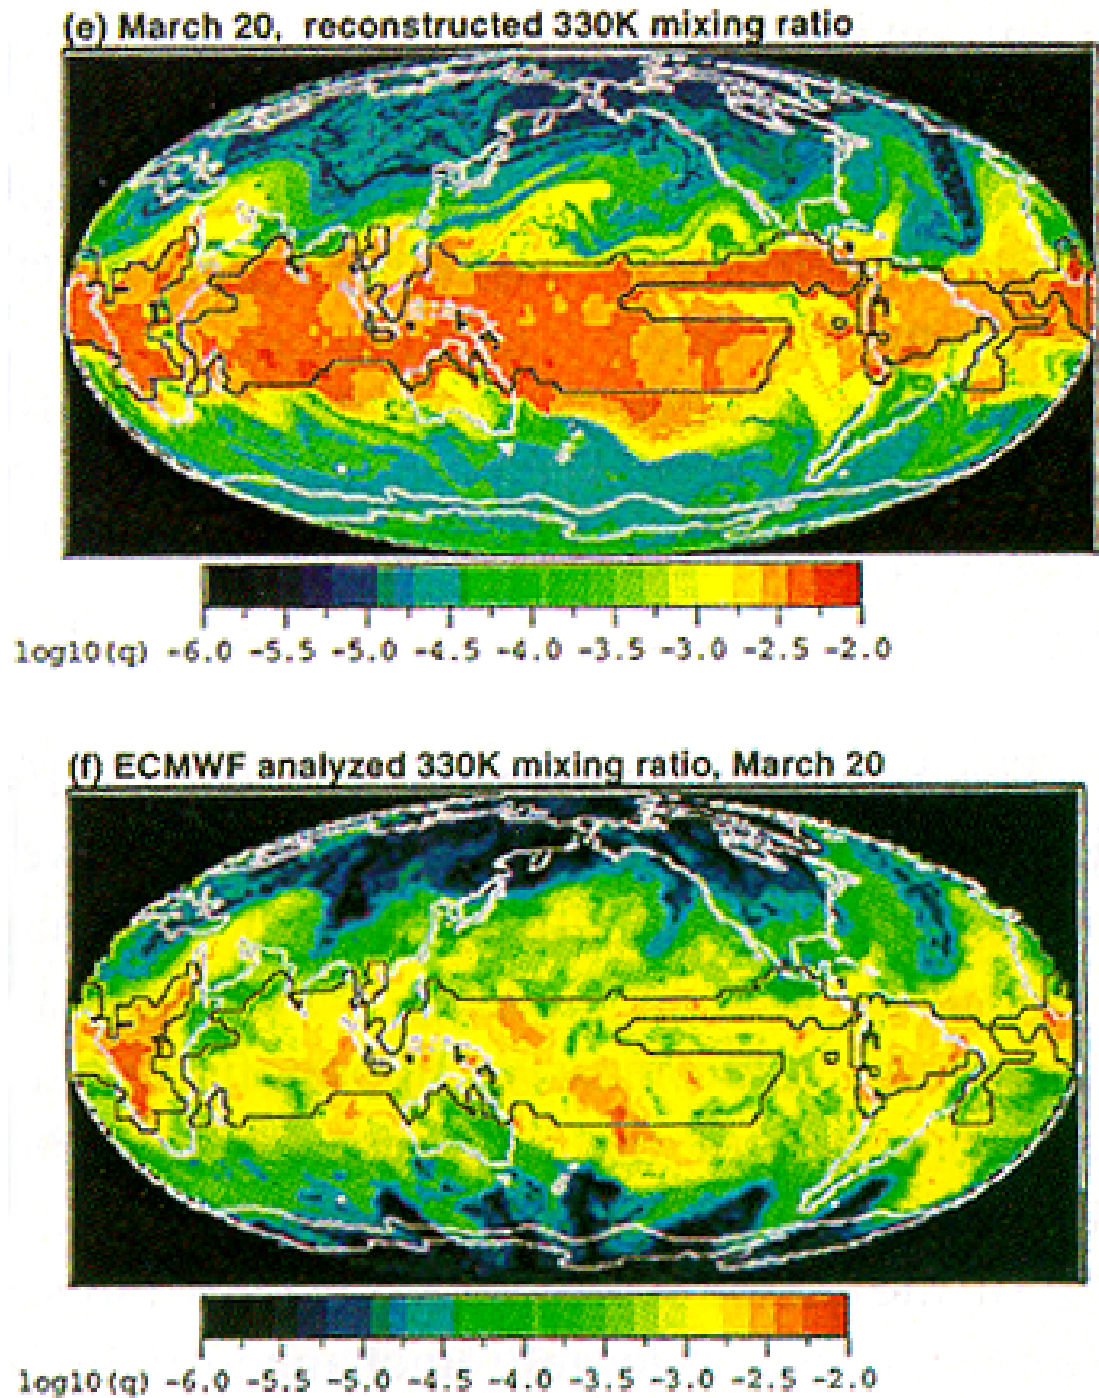 (e) March 20, reconstructed 330K mixing ratio
log10(q) -6.0 -5.5 -5.0 -4.5 -4.0 -3.5 -3.0 -2.5 -2.0
(f) ECMWF analyzed 330K mixing ratio, March 20
log10(q) -6.0 -5.5 -5.0 -4.5 -4.0 -3.5 -3.0 -2.5 -2.0